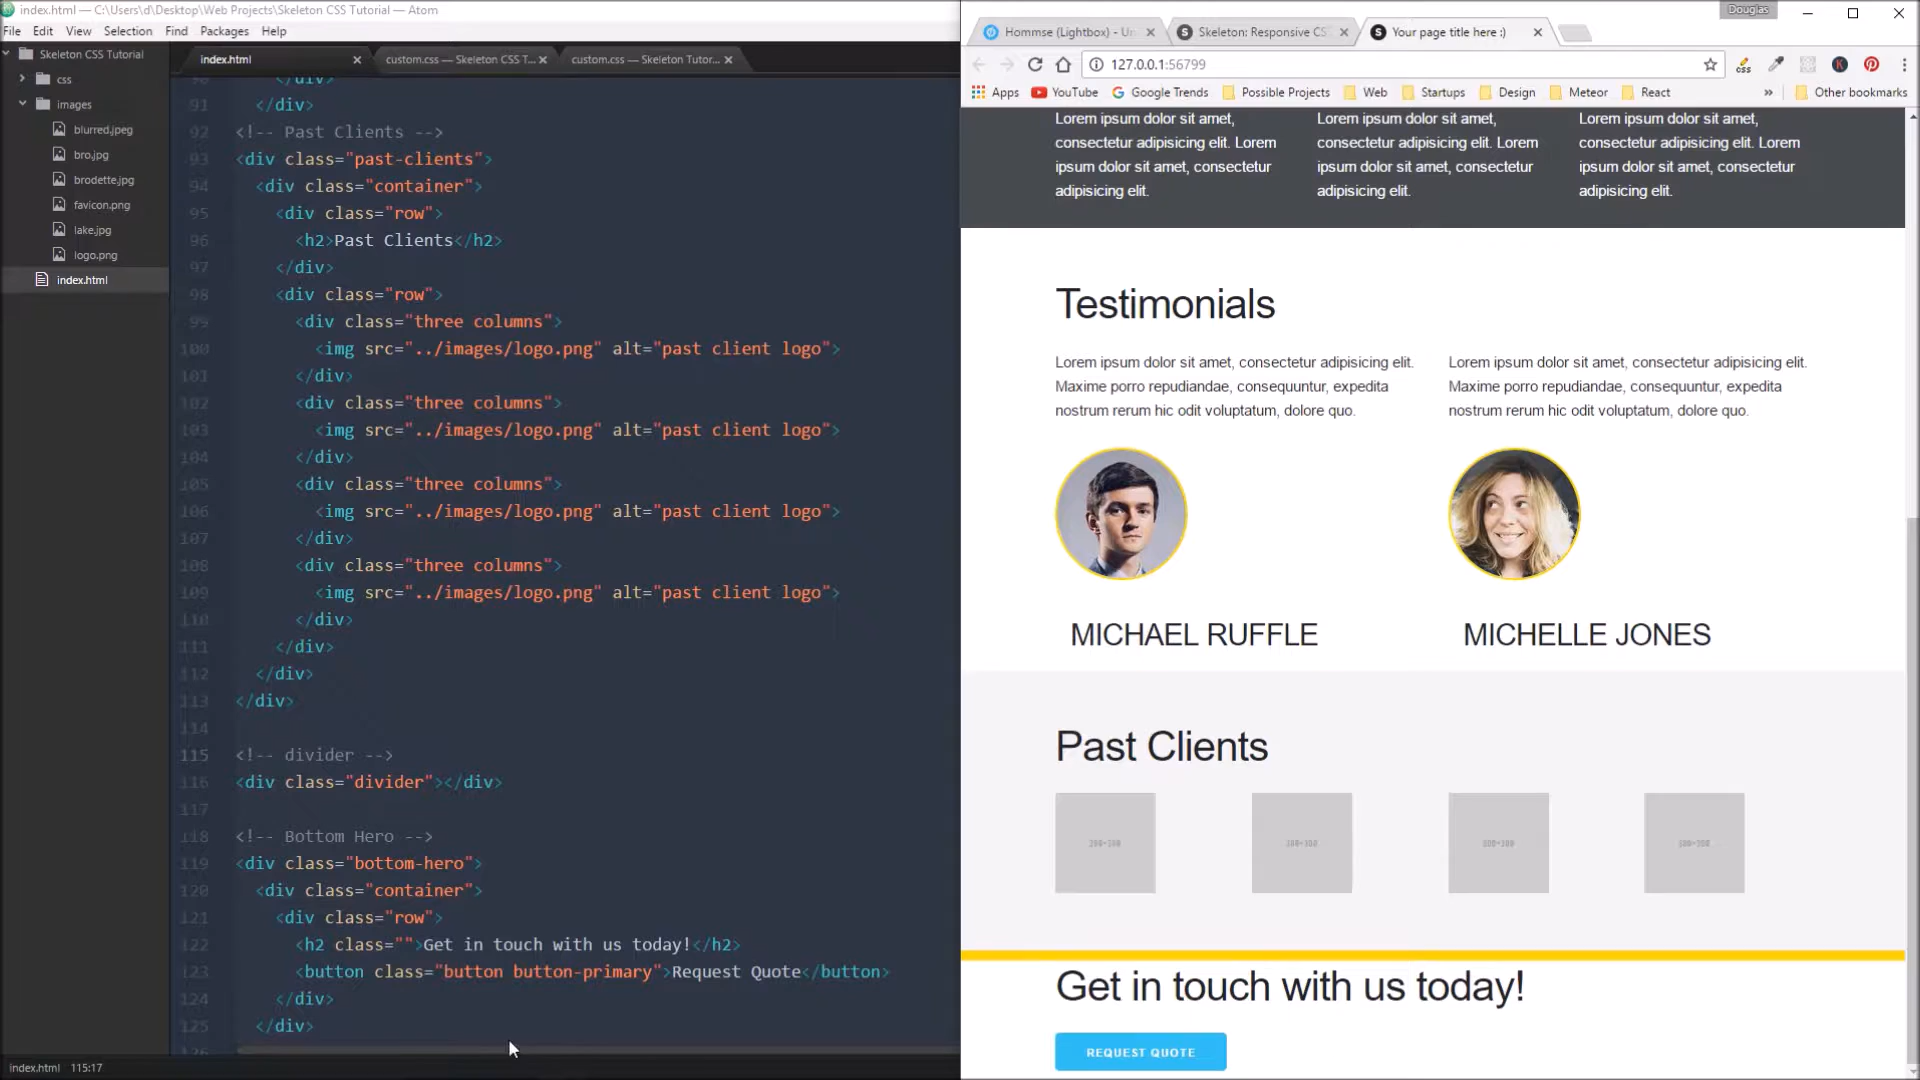 index.html — C:\Users\d\Desktop\Web Projects\Skeleton CSS Tutorial — Atom
File Edit View Selection Find Packages Help
Skeleton CSS Tutorial
css
images
blurred.jpeg
bro.jpg
brodette.jpg
favicon.png
lake.jpg
logo.png
index.html
index.html
custom.css — Skeleton CSS T...
custom.css — Skeleton Tutor...
</div>
91 </div>
92 <!-- Past Clients -->
93 <div class="past-clients">
94 <div class="container">
95 <div class="row">
96 <h2>Past Clients</h2>
97 </div>
98 <div class="row">
99 <div class="three columns">
100 <img src="../images/logo.png" alt="past client logo">
101 </div>
102 <div class="three columns">
103 <img src="../images/logo.png" alt="past client logo">
104 </div>
105 <div class="three columns">
106 <img src="../images/logo.png" alt="past client logo">
107 </div>
108 <div class="three columns">
109 <img src="../images/logo.png" alt="past client logo">
110 </div>
111 </div>
112 </div>
113 </div>
114
115 <!-- divider -->
116 <div class="divider"></div>
117
118 <!-- Bottom Hero -->
119 <div class="bottom-hero">
120 <div class="container">
121 <div class="row">
122 <h2 class="">Get in touch with us today!</h2>
123 <button class="button button-primary">Request Quote</button>
124 </div>
125 </div>
index.html 115:17
Douglas
Hommse (Lightbox) - Un
Skeleton: Responsive CS
Your page title here :)
127.0.0.1:56799
Apps YouTube Google Trends Possible Projects Web Startups Design Meteor React » Other bookmarks
Lorem ipsum dolor sit amet,
consectetur adipisicing elit. Lorem
ipsum dolor sit amet, consectetur
adipisicing elit.
Lorem ipsum dolor sit amet,
consectetur adipisicing elit. Lorem
ipsum dolor sit amet, consectetur
adipisicing elit.
Lorem ipsum dolor sit amet,
consectetur adipisicing elit. Lorem
ipsum dolor sit amet, consectetur
adipisicing elit.
Testimonials
Lorem ipsum dolor sit amet, consectetur adipisicing elit.
Maxime porro repudiandae, consequuntur, expedita
nostrum rerum hic odit voluptatum, dolore quo.
Lorem ipsum dolor sit amet, consectetur adipisicing elit.
Maxime porro repudiandae, consequuntur, expedita
nostrum rerum hic odit voluptatum, dolore quo.
MICHAEL RUFFLE
MICHELLE JONES
Past Clients
Get in touch with us today!
REQUEST QUOTE